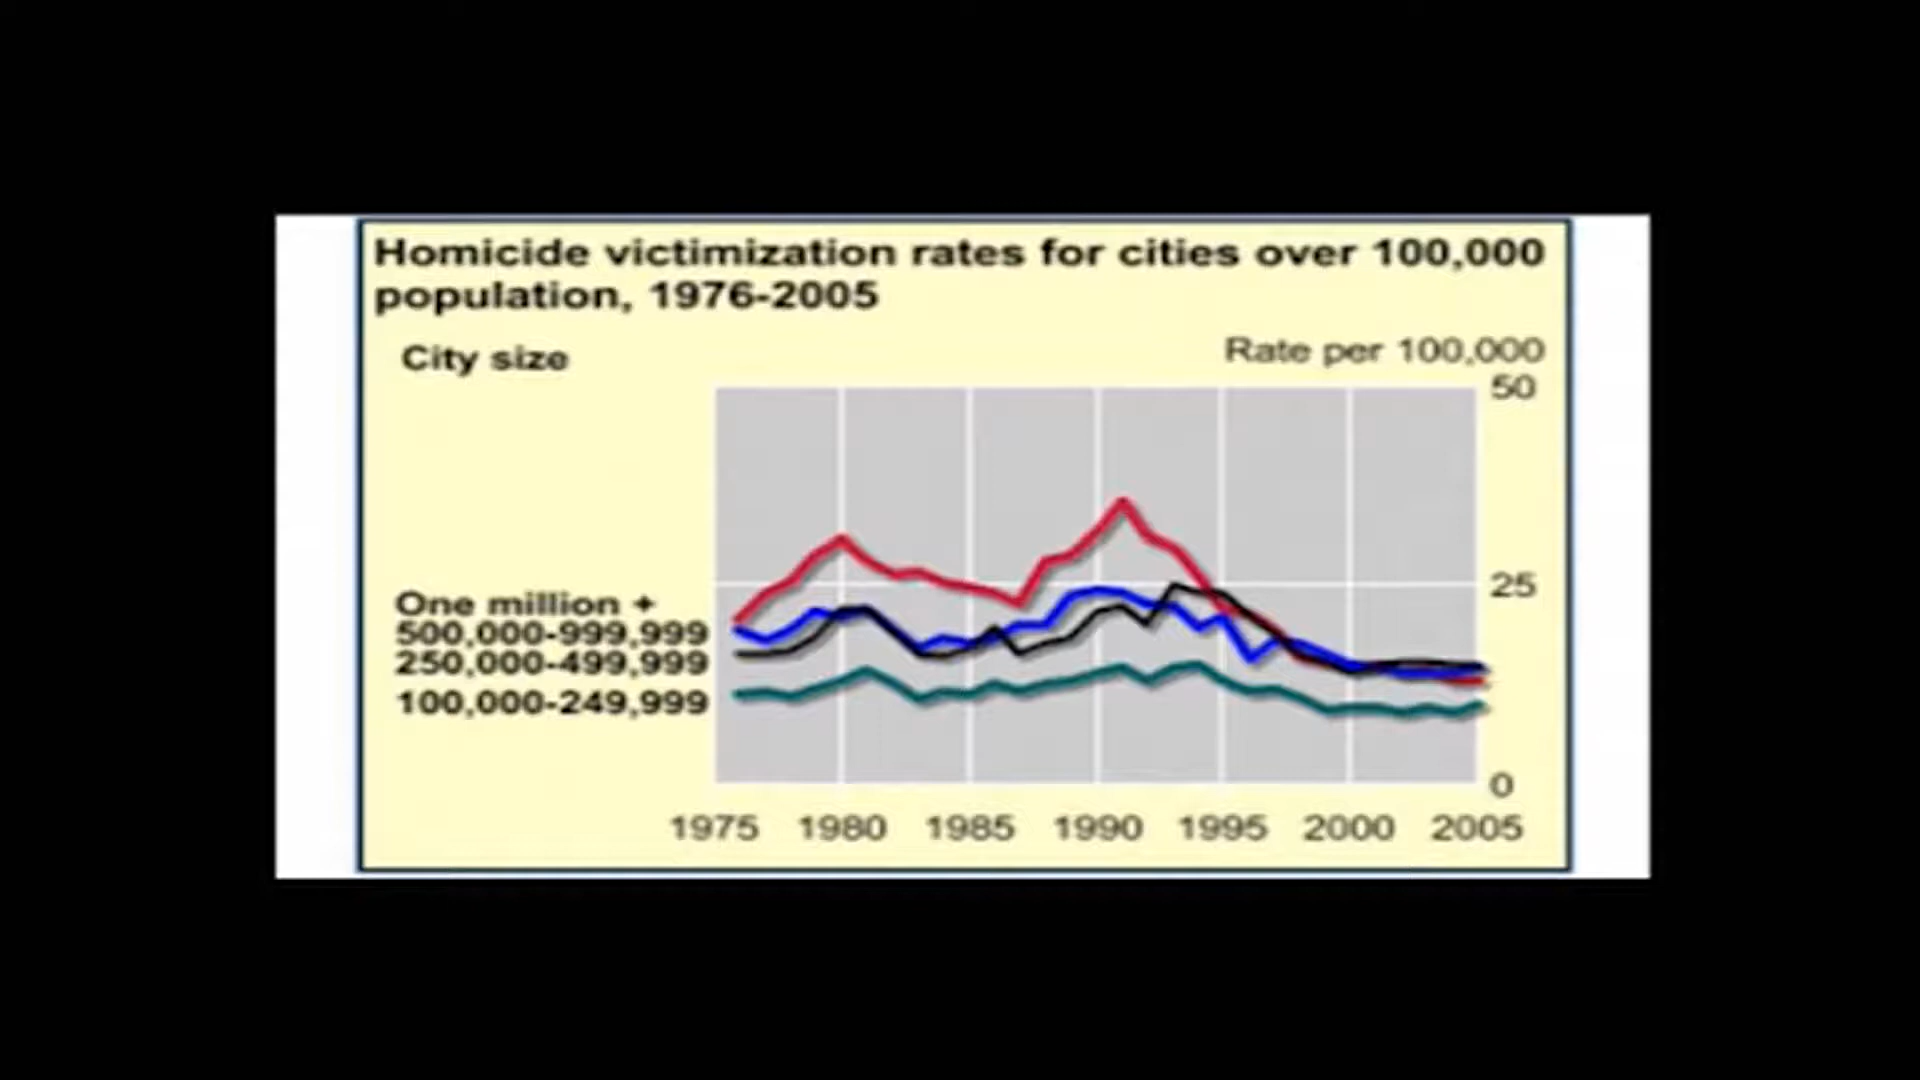 Homicide victimization rates for cities over 100,000
population, 1976-2005
City size
Rate per 100,000
50
25
One million +
500,000-999,999
250,000-499,999
100,000-249,999
0
1975 1980 1985 1990 1995 2000 2005